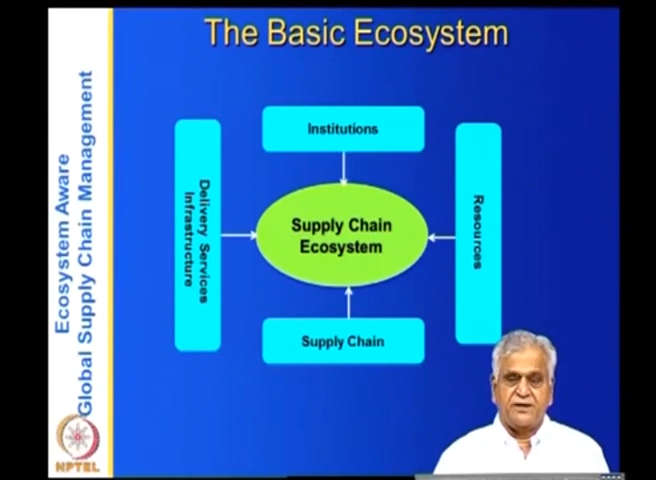 The Basic Ecosystem
Ecosystem Aware
Global Supply Chain Management
Institutions
Delivery Services
Infrastructure
Supply Chain
Ecosystem
Resources
Supply Chain
NPTEL